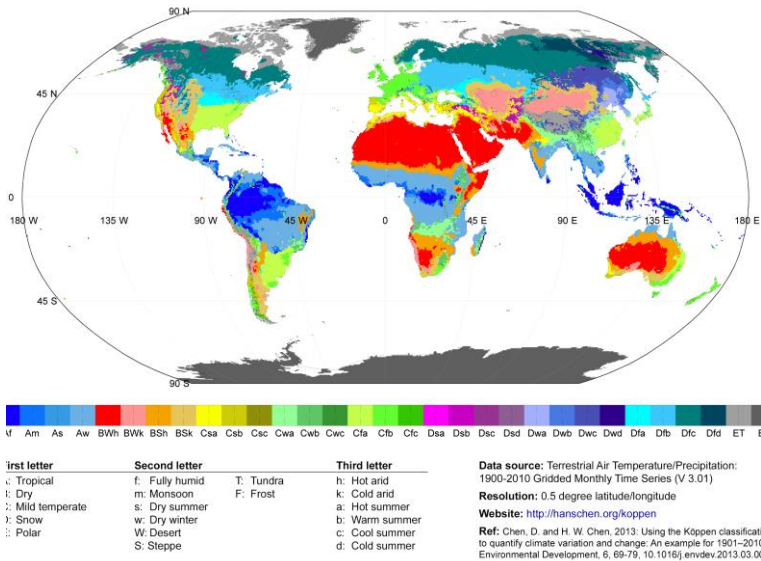 90 N
45 N
0
180 W 135 W 90 W 45 W 0 45 E 90 E 135 E 180 E
45 S
90 S
Af Am As Aw BWh BWk BSh BSk Csa Csb Csc Cwa Cwb Cwc Cfa Cfb Cfc Dsa Dsb Dsc Dsd Dwa Dwb Dwc Dwd Dfa Dfb Dfc Dfd ET E
First letter Second letter Third letter
: Tropical f: Fully humid T: Tundra h: Hot arid
: Dry m: Monsoon F: Frost k: Cold arid
: Mild temperate s: Dry summer a: Hot summer
: Snow w: Dry winter b: Warm summer
: Polar W: Desert c: Cool summer
S: Steppe d: Cold summer
Data source: Terrestrial Air Temperature/Precipitation:
1900-2010 Gridded Monthly Time Series (V 3.01)
Resolution: 0.5 degree latitude/longitude
Website: http://hanschen.org/koppen
Ref: Chen, D. and H. W. Chen, 2013: Using the Köppen classificati
to quantify climate variation and change: An example for 1901–2010
Environmental Development, 6, 69-79, 10.1016/j.envdev.2013.03.00